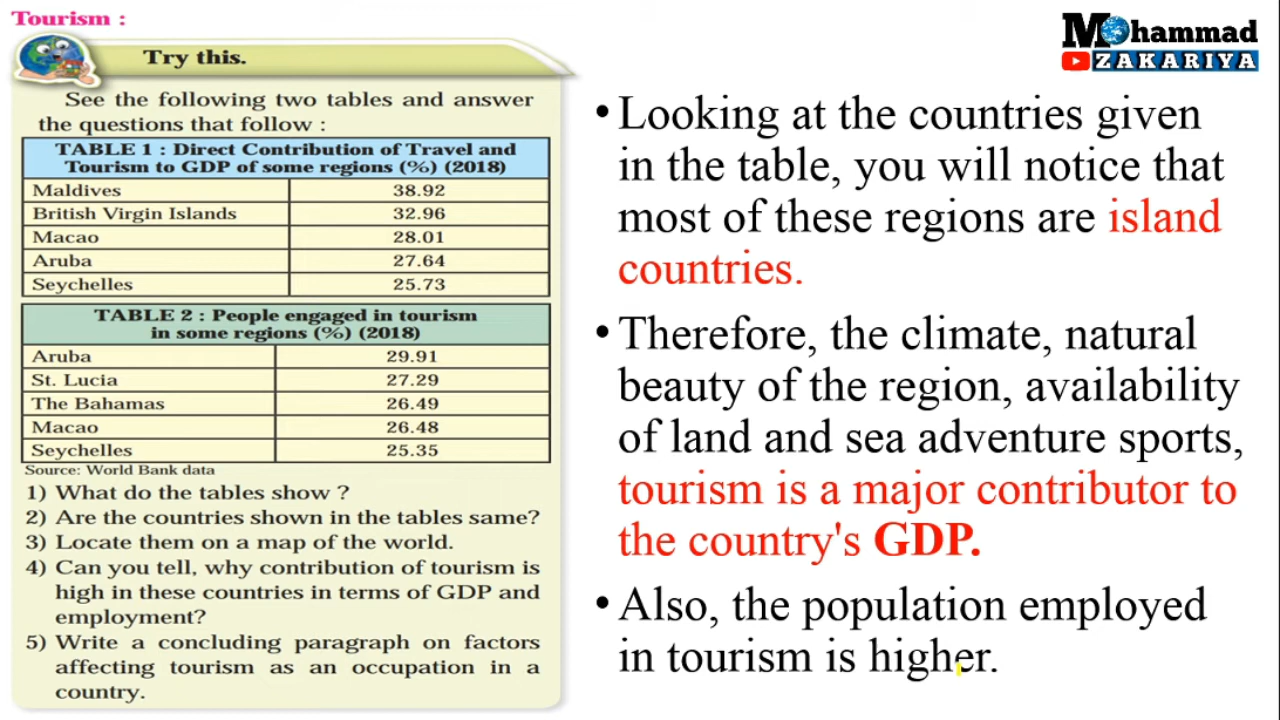 Tourism :
Try this.
See the following two tables and answer
the questions that follow :
TABLE 1 : Direct Contribution of Travel and
Tourism to GDP of some regions (%) (2018)
Maldives 38.92
British Virgin Islands 32.96
Macao 28.01
Aruba 27.64
Seychelles 25.73
TABLE 2 : People engaged in tourism
in some regions (%) (2018)
Aruba 29.91
St. Lucia 27.29
The Bahamas 26.49
Macao 26.48
Seychelles 25.35
Source: World Bank data
1) What do the tables show ?
2) Are the countries shown in the tables same?
3) Locate them on a map of the world.
4) Can you tell, why contribution of tourism is
high in these countries in terms of GDP and
employment?
5) Write a concluding paragraph on factors
affecting tourism as an occupation in a
country.
Mohammad
ZAKARIYA
• Looking at the countries given
in the table, you will notice that
most of these regions are island
countries.
• Therefore, the climate, natural
beauty of the region, availability
of land and sea adventure sports,
tourism is a major contributor to
the country's GDP.
• Also, the population employed
in tourism is higher.